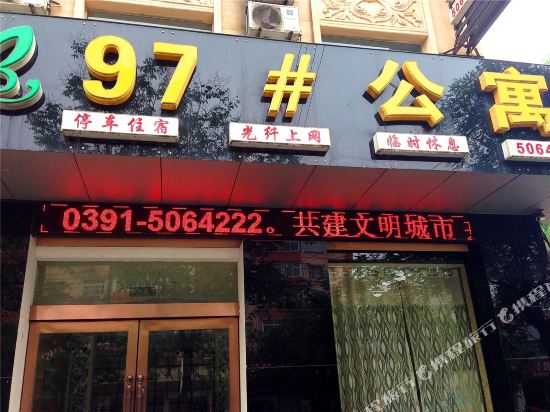 97#公寓
停车住宿
光纤上网
临时休息
5064
0391-5064222。共建文明城市
携程旅行